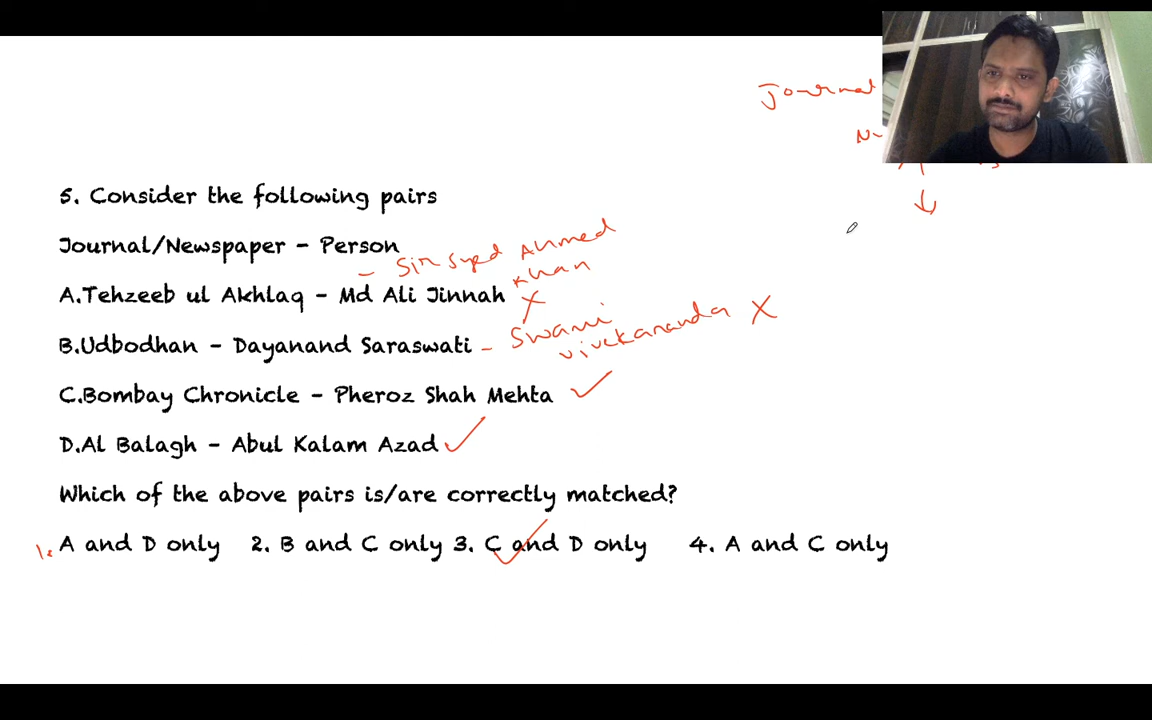 Journal
5. Consider the following pairs
Journal/Newspaper - Person
- Sir Syed Ahmed
Khan
A.Tehzeeb ul Akhlaq - Md Ali Jinnah X
B.Udbodhan - Dayanand Saraswati - Swami
Vivekananda X
C.Bombay Chronicle - Pheroz Shah Mehta ✓
D.Al Balagh - Abul Kalam Azad ✓
Which of the above pairs is/are correctly matched?
1. A and D only 2. B and C only 3. C and D only 4. A and C only